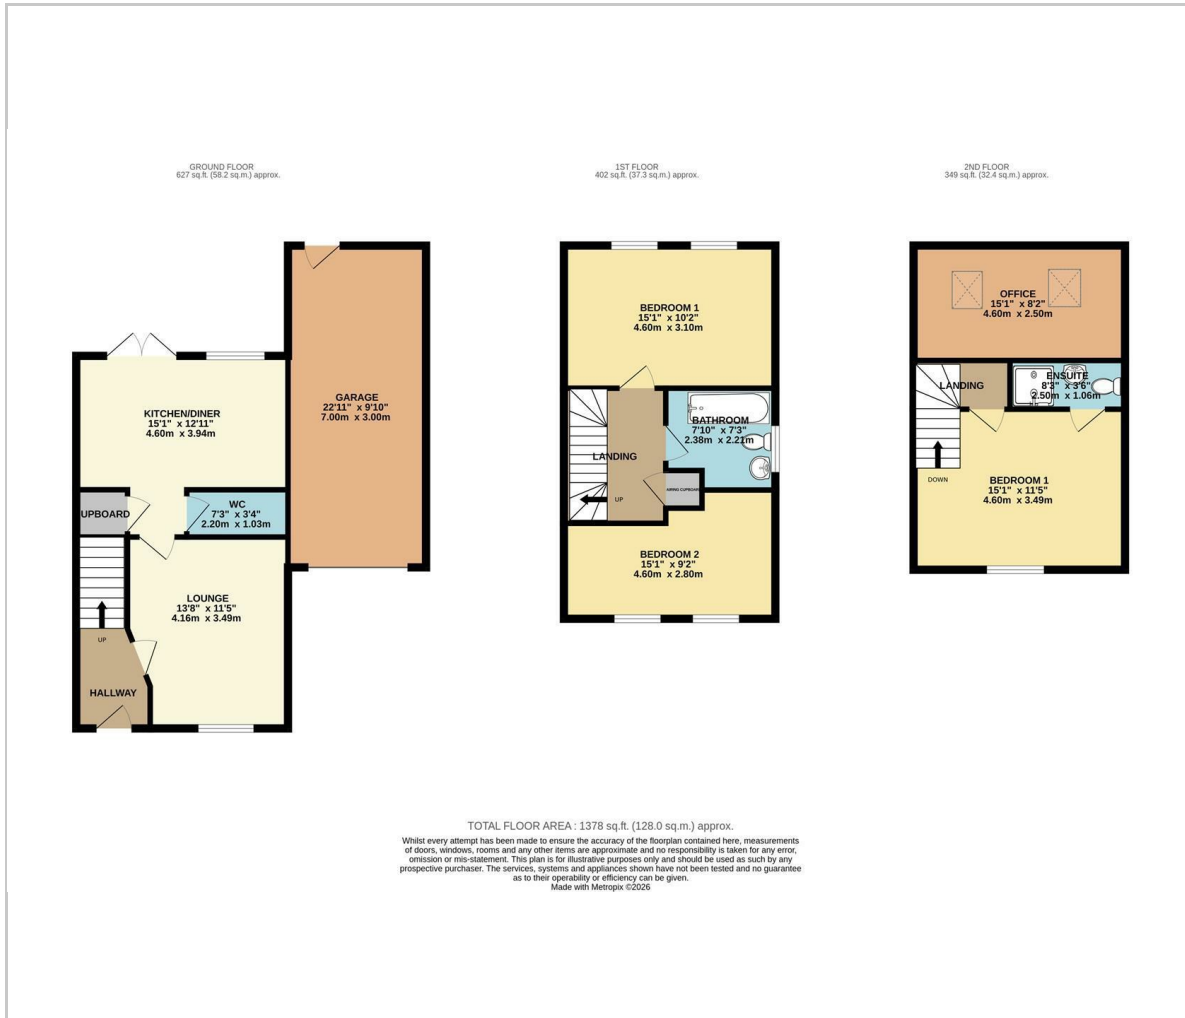 GROUND FLOOR
627 sq.ft. (58.2 sq.m.) approx.
1ST FLOOR
402 sq.ft. (37.3 sq.m.) approx.
2ND FLOOR
349 sq.ft. (32.4 sq.m.) approx.
KITCHEN/DINER
15'1" x 12'11"
4.60m x 3.94m
GARAGE
22'11" x 9'10"
7.00m x 3.00m
UPBOARD
WC
7'3" x 3'4"
2.20m x 1.03m
LOUNGE
13'8" x 11'5"
4.16m x 3.49m
UP
HALLWAY
BEDROOM 1
15'1" x 10'2"
4.60m x 3.10m
BATHROOM
7'10" x 7'3"
2.38m x 2.21m
LANDING
AIRING CUPBOARD
UP
BEDROOM 2
15'1" x 9'2"
4.60m x 2.80m
OFFICE
15'1" x 8'2"
4.60m x 2.50m
LANDING
ENSUITE
8'3" x 3'6"
2.50m x 1.06m
DOWN
BEDROOM 1
15'1" x 11'5"
4.60m x 3.49m
TOTAL FLOOR AREA : 1378 sq.ft. (128.0 sq.m.) approx.
Whilst every attempt has been made to ensure the accuracy of the floorplan contained here, measurements
of doors, windows, rooms and any other items are approximate and no responsibility is taken for any error,
omission or mis-statement. This plan is for illustrative purposes only and should be used as such by any
prospective purchaser. The services, systems and appliances shown have not been tested and no guarantee
as to their operability or efficiency can be given.
Made with Metropix ©2026